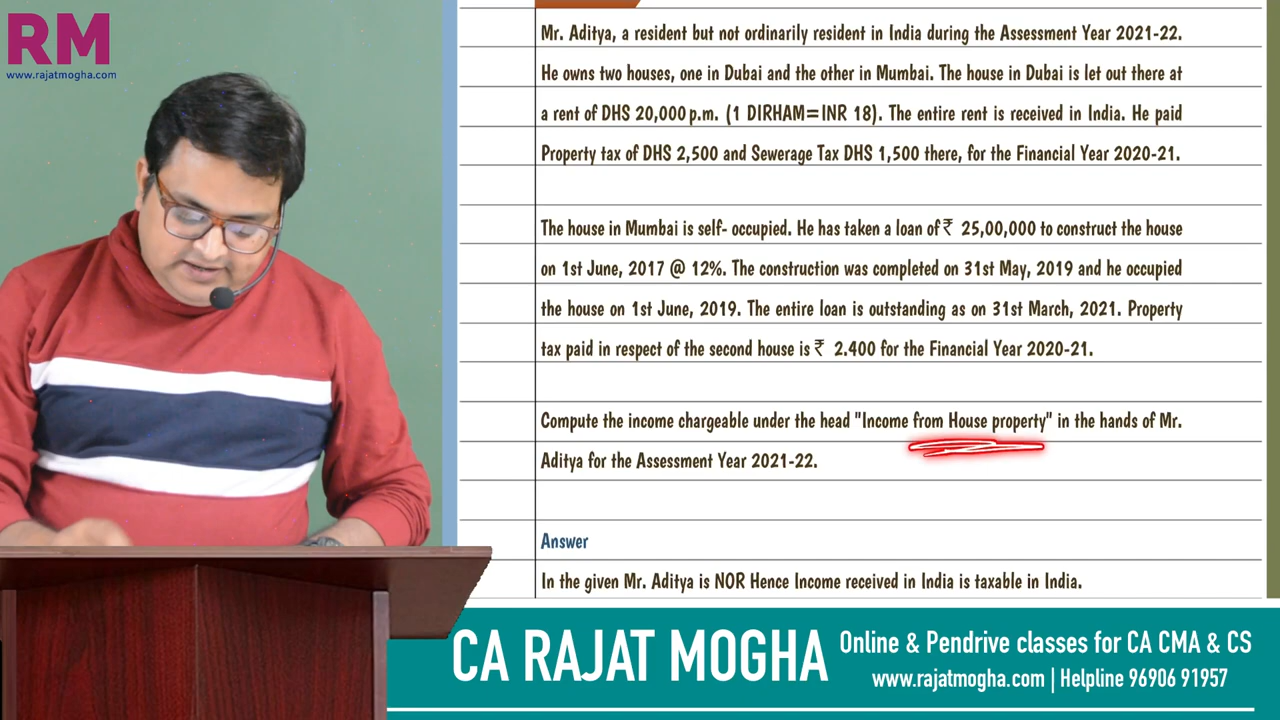 RM
www.rajatmogha.com
Mr. Aditya, a resident but not ordinarily resident in India during the Assessment Year 2021-22.
He owns two houses, one in Dubai and the other in Mumbai. The house in Dubai is let out there at
a rent of DHS 20,000 p.m. (1 DIRHAM=INR 18). The entire rent is received in India. He paid
Property tax of DHS 2,500 and Sewerage Tax DHS 1,500 there, for the Financial Year 2020-21.
The house in Mumbai is self- occupied. He has taken a loan of ₹ 25,00,000 to construct the house
on 1st June, 2017 @ 12%. The construction was completed on 31st May, 2019 and he occupied
the house on 1st June, 2019. The entire loan is outstanding as on 31st March, 2021. Property
tax paid in respect of the second house is ₹ 2.400 for the Financial Year 2020-21.
Compute the income chargeable under the head "Income from House property" in the hands of Mr.
Aditya for the Assessment Year 2021-22.
Answer
In the given Mr. Aditya is NOR Hence Income received in India is taxable in India.
CA RAJAT MOGHA
Online & Pendrive classes for CA CMA & CS
www.rajatmogha.com | Helpline 96906 91957